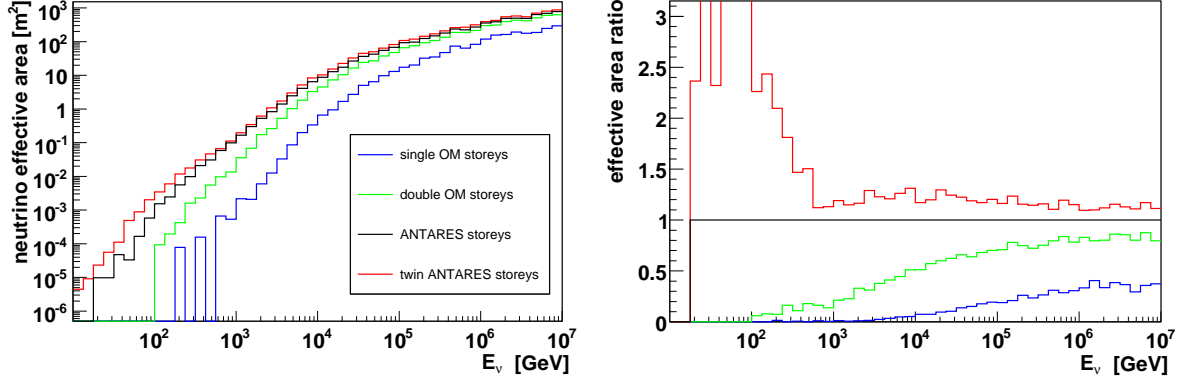 neutrino effective area [m²]
10³
10²
10
1
10⁻¹
10⁻²
10⁻³
10⁻⁴
10⁻⁵
10⁻⁶
single OM storeys
double OM storeys
ANTARES storeys
twin ANTARES storeys
10² 10³ 10⁴ 10⁵ 10⁶ 10⁷
Eν [GeV]
effective area ratio
3
2.5
2
1.5
1
0.5
0
10² 10³ 10⁴ 10⁵ 10⁶ 10⁷
Eν [GeV]